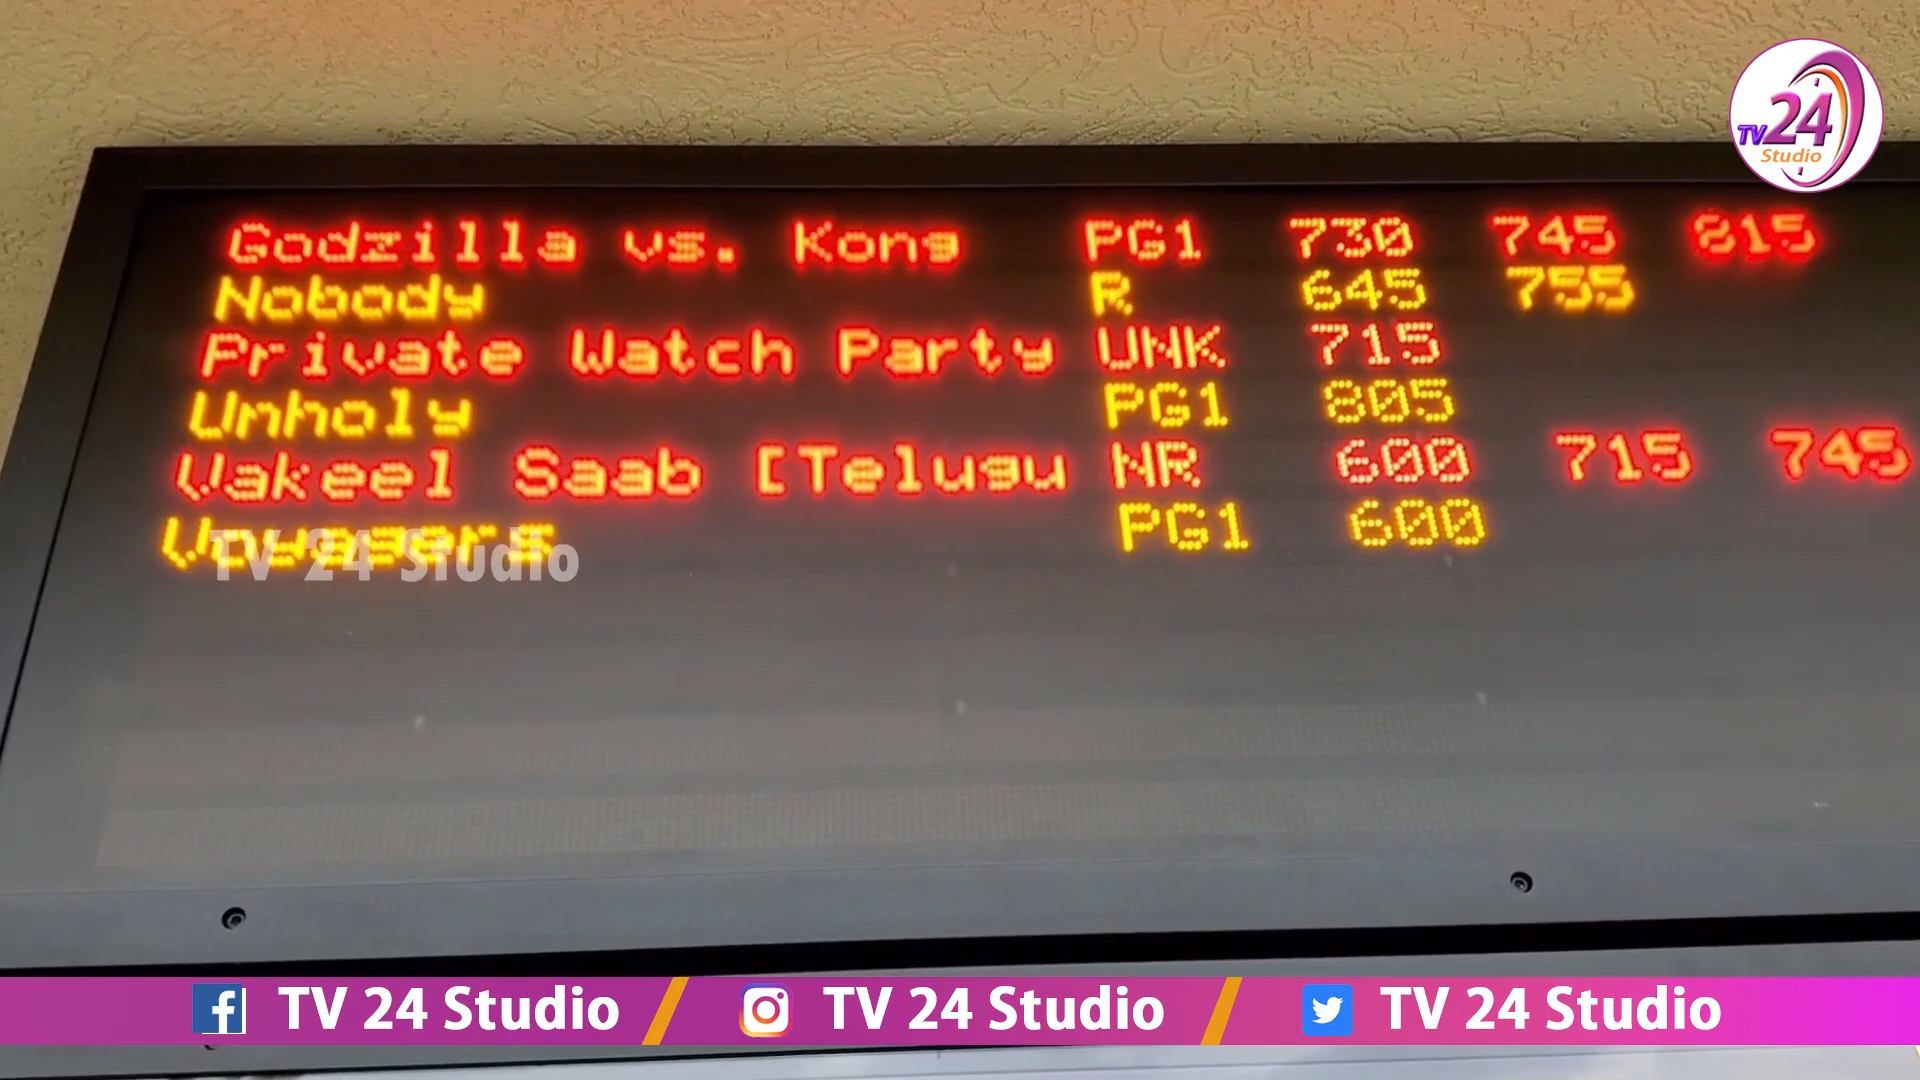 TV 24 Studio
Godzilla vs. Kong PG1 730 745 815
Nobody R 645 755
Private Watch Party UNK 715
Unholy PG1 805
Vakeel Saab [Telugu NR 600 715 745
Voyagers PG1 600
TV 24 Studio
TV 24 Studio TV 24 Studio TV 24 Studio